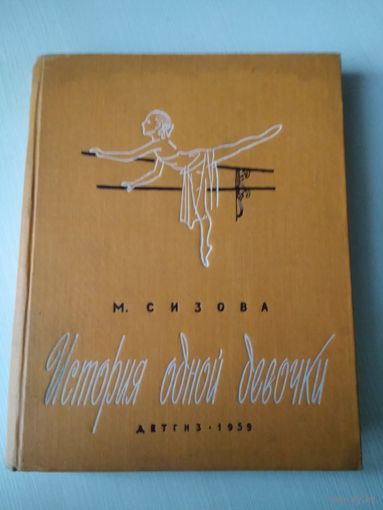 М. СИЗОВА
История одной девочки
ДЕТГИЗ · 1959